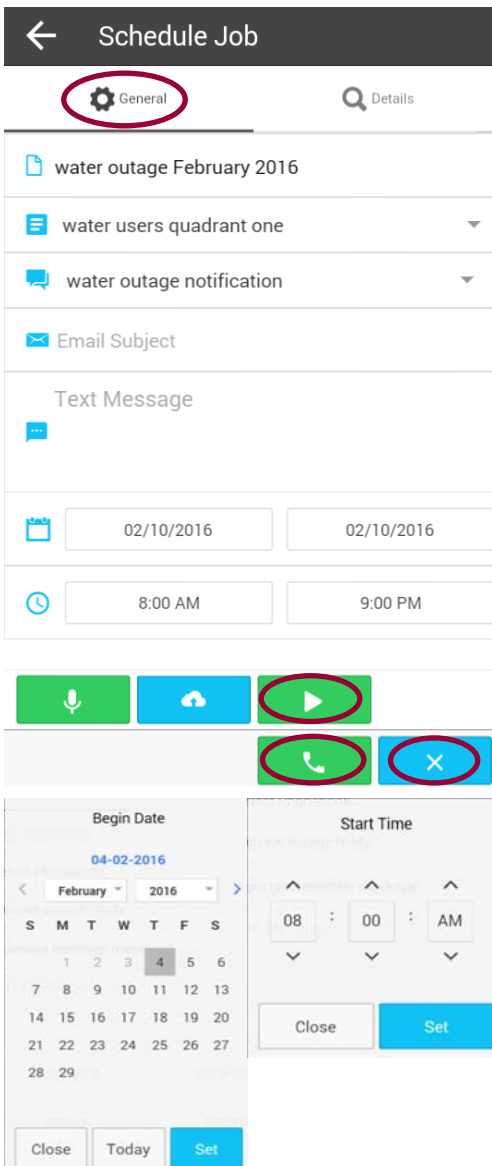 Schedule Job
General Details
water outage February 2016
water users quadrant one
water outage notification
Email Subject
Text Message
02/10/2016 02/10/2016
8:00 AM 9:00 PM
Begin Date
04-02-2016
February 2016
S M T W T F S
1 2 3 4 5 6
7 8 9 10 11 12 13
14 15 16 17 18 19 20
21 22 23 24 25 26 27
28 29
Close Today Set
Start Time
08 : 00 : AM
Close Set